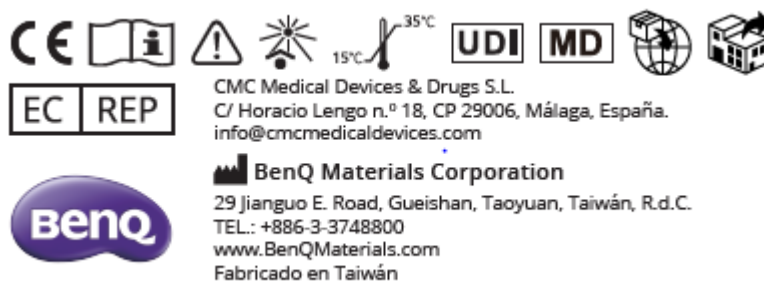 CE 15°C 35°C UDI MD
EC REP
CMC Medical Devices & Drugs S.L.
C/ Horacio Lengo n.º 18, CP 29006, Málaga, España.
info@cmcmedicaldevices.com
BenQ Materials Corporation
BenQ
29 Jianguo E. Road, Gueishan, Taoyuan, Taiwán, R.d.C.
TEL.: +886-3-3748800
www.BenQMaterials.com
Fabricado en Taiwán